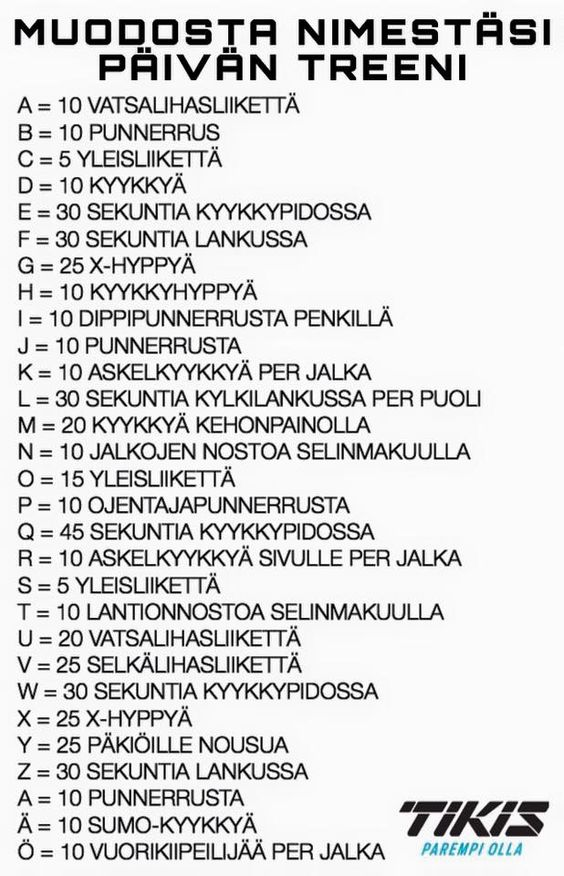 MUODOSTA NIMESTÄSI
PÄIVÄN TREENI
A = 10 VATSALIHASLIIKETTÄ
B = 10 PUNNERRUS
C = 5 YLEISLIIKETTÄ
D = 10 KYYKKYÄ
E = 30 SEKUNTIA KYYKKYPIDOSSA
F = 30 SEKUNTIA LANKUSSA
G = 25 X-HYPPYÄ
H = 10 KYYKKYHYPPYÄ
I = 10 DIPPIPUNNERRUSTA PENKILLÄ
J = 10 PUNNERRUSTA
K = 10 ASKELKYYKKYÄ PER JALKA
L = 30 SEKUNTIA KYLKILANKUSSA PER PUOLI
M = 20 KYYKKYÄ KEHONPAINOLLA
N = 10 JALKOJEN NOSTOA SELINMAKUULLA
O = 15 YLEISLIIKETTÄ
P = 10 OJENTAJAPUNNERRUSTA
Q = 45 SEKUNTIA KYYKKYPIDOSSA
R = 10 ASKELKYYKKYÄ SIVULLE PER JALKA
S = 5 YLEISLIIKETTÄ
T = 10 LANTIONNOSTOA SELINMAKUULLA
U = 20 VATSALIHASLIIKETTÄ
V = 25 SELKÄLIHASLIIKETTÄ
W = 30 SEKUNTIA KYYKKYPIDOSSA
X = 25 X-HYPPYÄ
Y = 25 PÄKIÖILLE NOUSUA
Z = 30 SEKUNTIA LANKUSSA
A = 10 PUNNERRUSTA
Ä = 10 SUMO-KYYKKYÄ
Ö = 10 VUORIKIIPEILIJÄÄ PER JALKA
TIKIS
PAREMPI OLLA